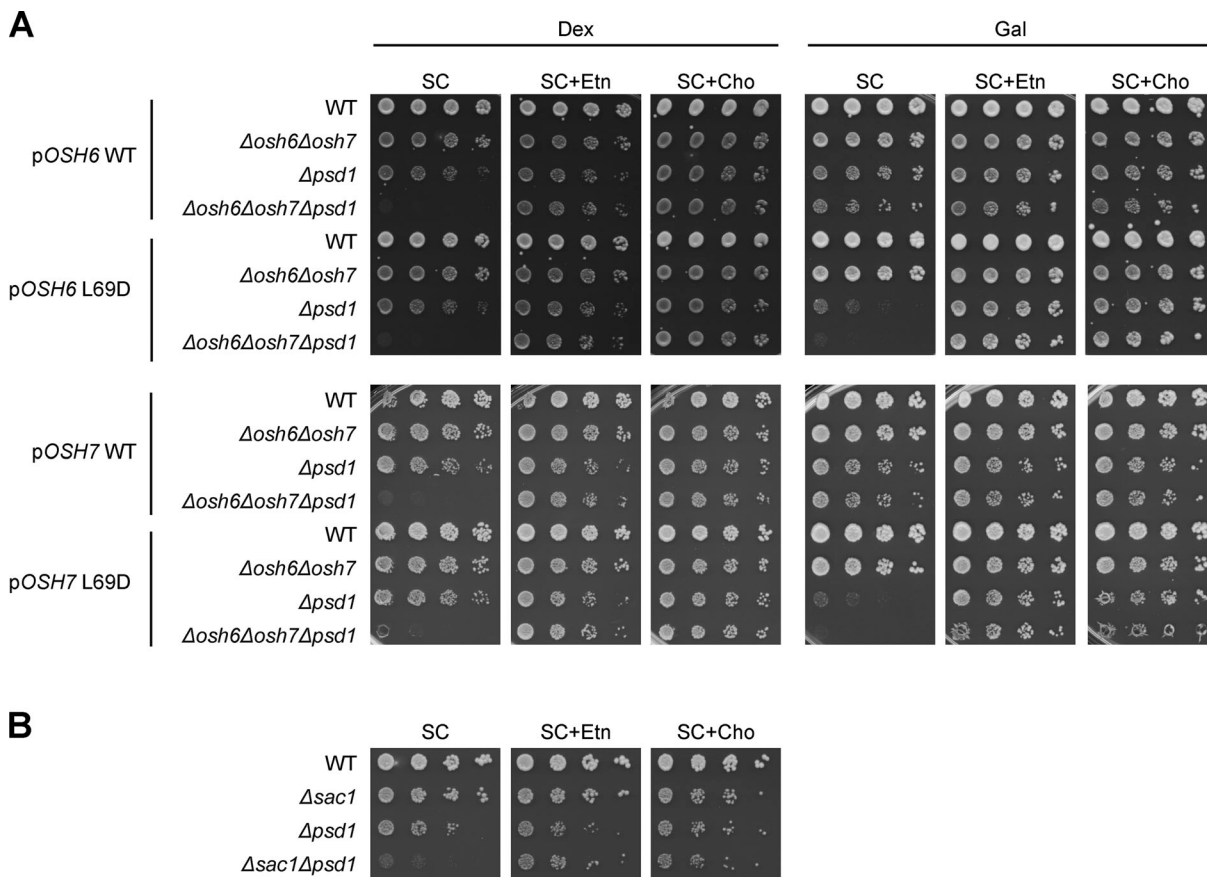 A
Dex Gal
SC SC+Etn SC+Cho SC SC+Etn SC+Cho
pOSH6 WT
WT
Δosh6Δosh7
Δpsd1
Δosh6Δosh7Δpsd1
pOSH6 L69D
WT
Δosh6Δosh7
Δpsd1
Δosh6Δosh7Δpsd1
pOSH7 WT
WT
Δosh6Δosh7
Δpsd1
Δosh6Δosh7Δpsd1
pOSH7 L69D
WT
Δosh6Δosh7
Δpsd1
Δosh6Δosh7Δpsd1
B
SC SC+Etn SC+Cho
WT
Δsac1
Δpsd1
Δsac1Δpsd1